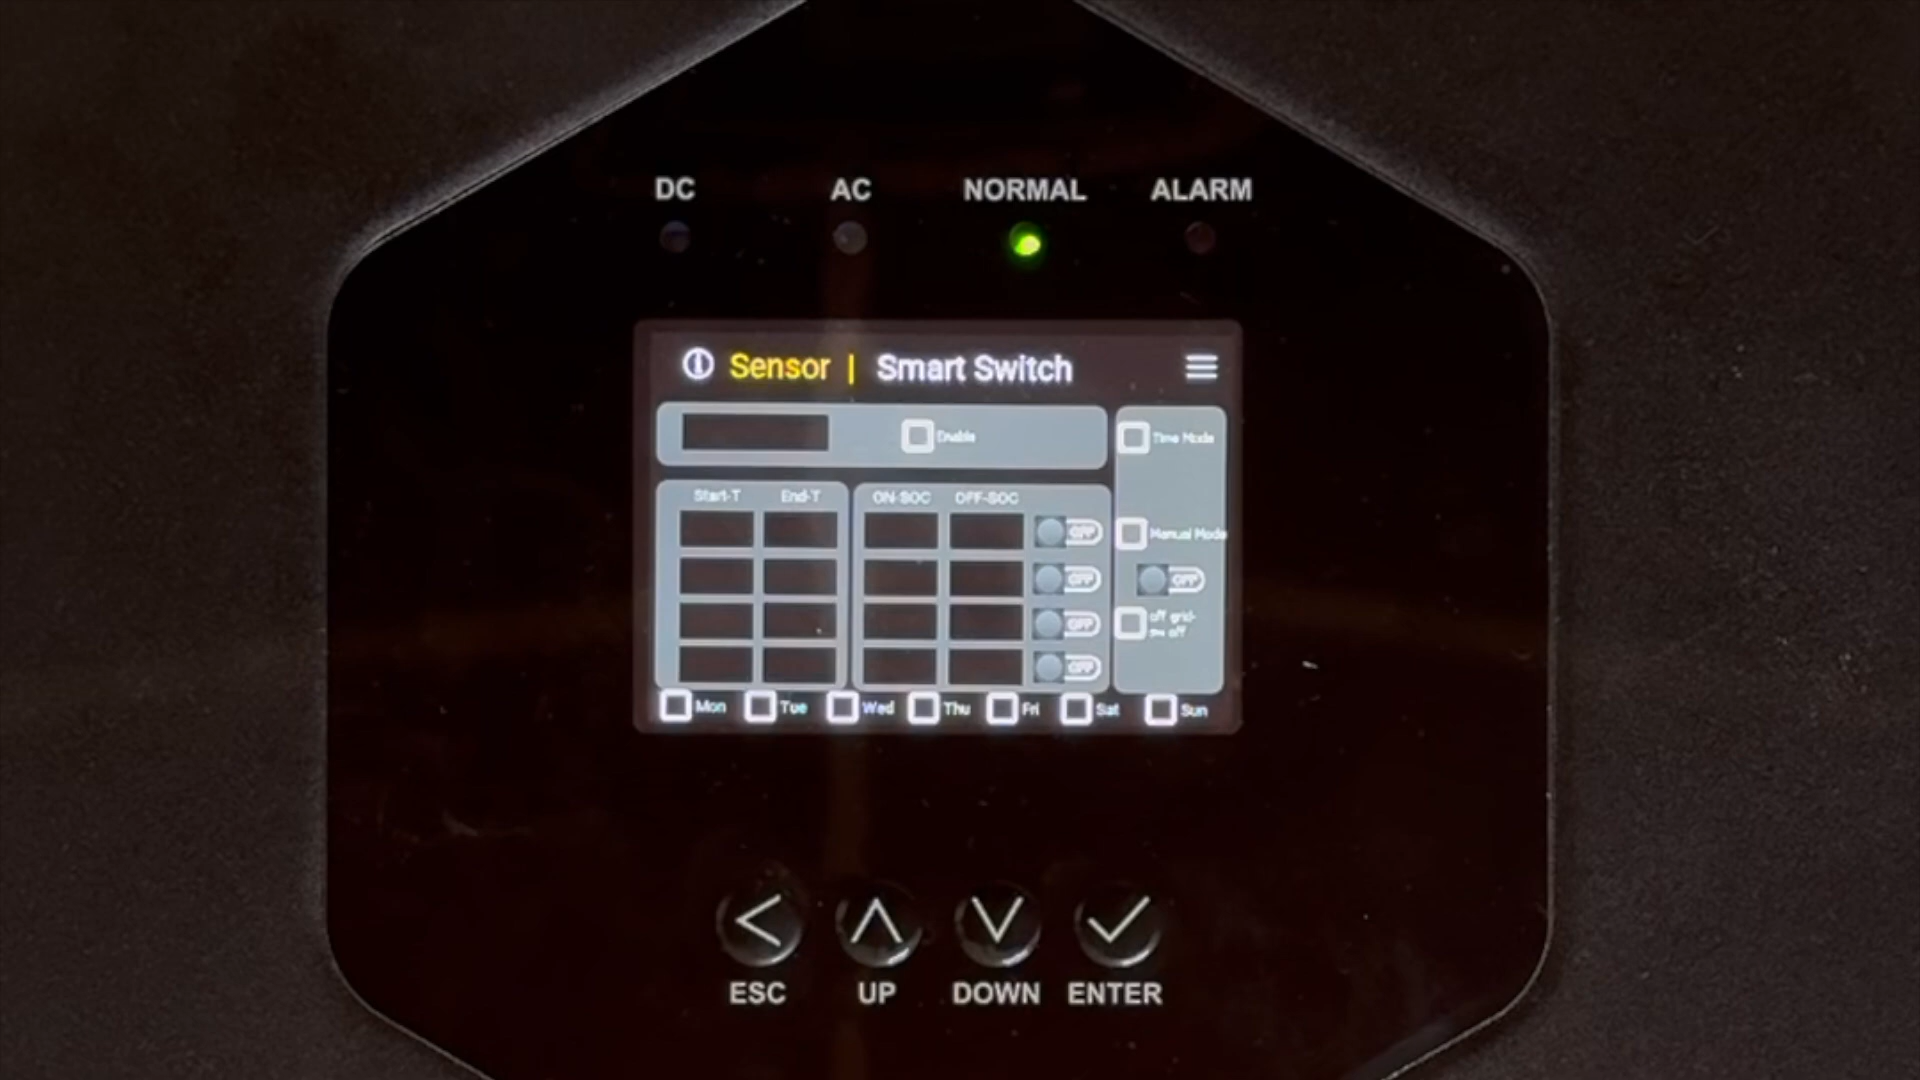 DC AC NORMAL ALARM
Sensor | Smart Switch
Enable
Time Mode
Start-T End-T ON-SOC OFF-SOC
OFF
Manual Mode
OFF
OFF
OFF
off grid-
off
OFF
Mon Tue Wed Thu Fri Sat Sun
ESC UP DOWN ENTER